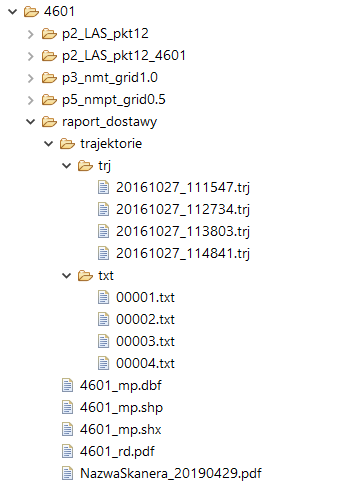 4601
p2_LAS_pkt12
p2_LAS_pkt12_4601
p3_nmt_grid1.0
p5_nmpt_grid0.5
raport_dostawy
trajektorie
trj
20161027_111547.trj
20161027_112734.trj
20161027_113803.trj
20161027_114841.trj
txt
00001.txt
00002.txt
00003.txt
00004.txt
4601_mp.dbf
4601_mp.shp
4601_mp.shx
4601_rd.pdf
NazwaSkanera_20190429.pdf